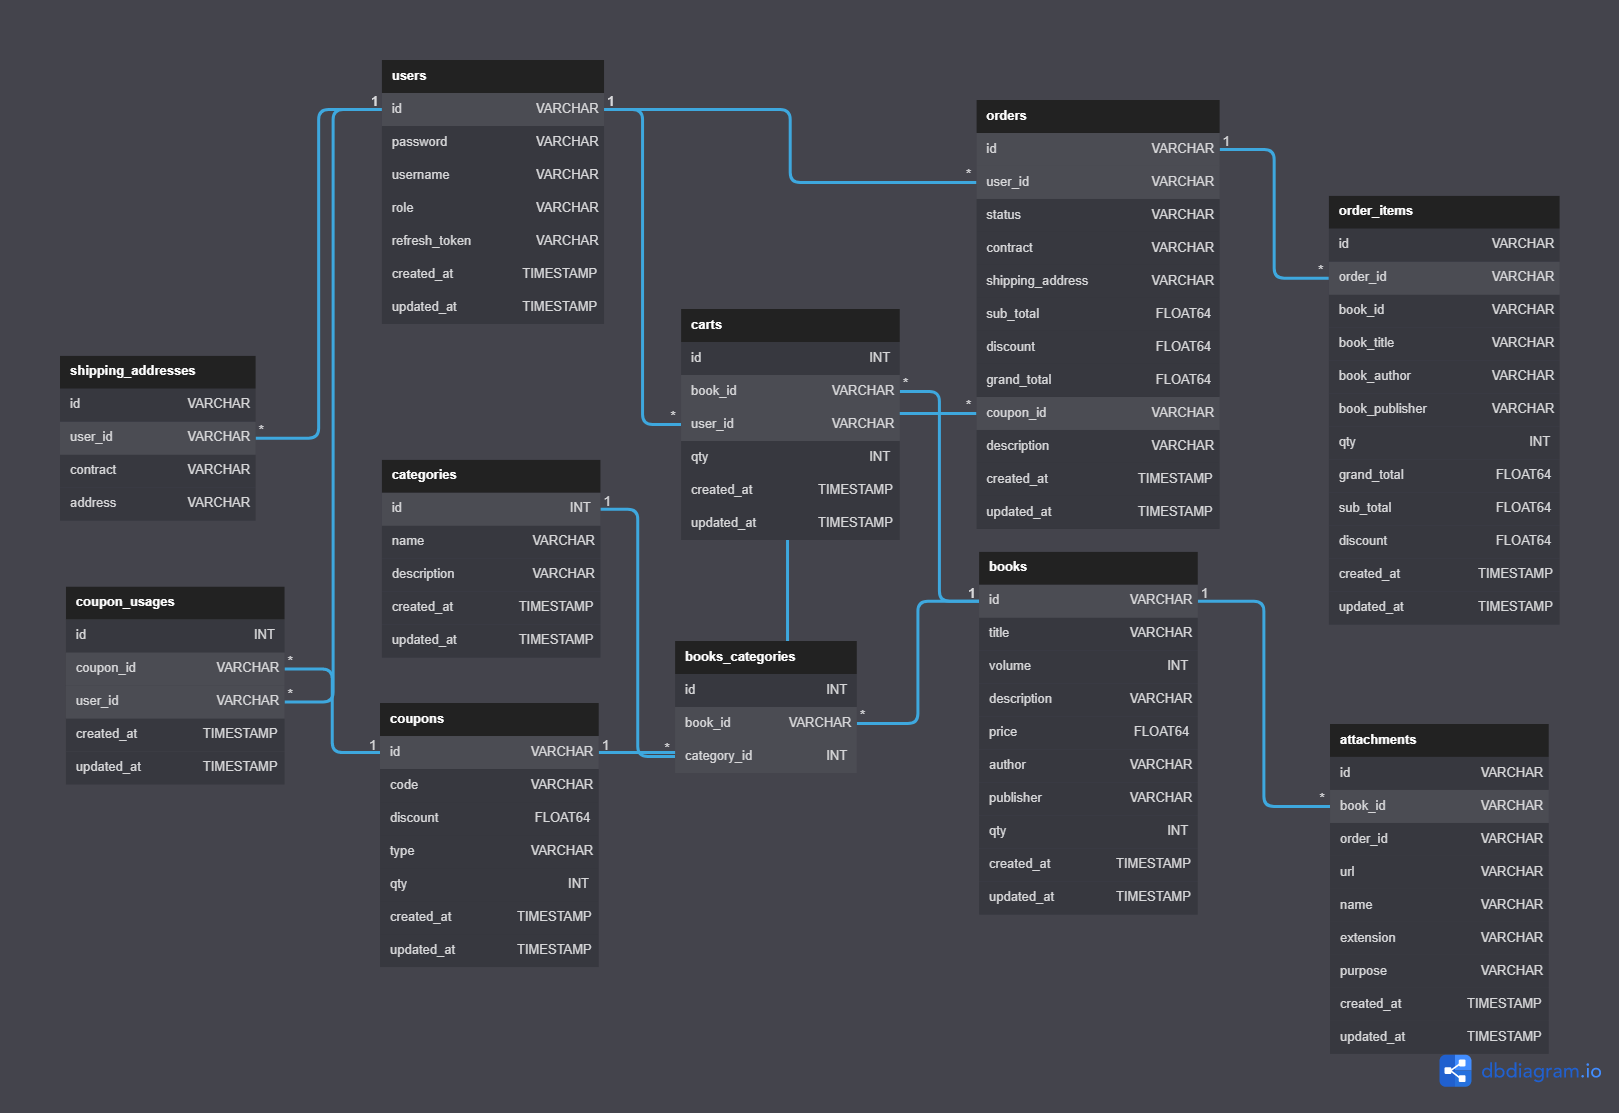 users
1
id VARCHAR 1
password VARCHAR
username VARCHAR
role VARCHAR
refresh_token VARCHAR
created_at TIMESTAMP
updated_at TIMESTAMP
orders
id VARCHAR 1
*
user_id VARCHAR
status VARCHAR
contract VARCHAR
shipping_address VARCHAR
sub_total FLOAT64
discount FLOAT64
grand_total FLOAT64
*
coupon_id VARCHAR
description VARCHAR
created_at TIMESTAMP
updated_at TIMESTAMP
order_items
id VARCHAR
*
order_id VARCHAR
book_id VARCHAR
book_title VARCHAR
book_author VARCHAR
book_publisher VARCHAR
qty INT
grand_total FLOAT64
sub_total FLOAT64
discount FLOAT64
created_at TIMESTAMP
updated_at TIMESTAMP
carts
id INT
book_id VARCHAR *
*
user_id VARCHAR
qty INT
created_at TIMESTAMP
updated_at TIMESTAMP
shipping_addresses
id VARCHAR
user_id VARCHAR *
contract VARCHAR
address VARCHAR
categories
id INT 1
name VARCHAR
description VARCHAR
created_at TIMESTAMP
updated_at TIMESTAMP
books
1
id VARCHAR 1
title VARCHAR
volume INT
description VARCHAR
price FLOAT64
author VARCHAR
publisher VARCHAR
qty INT
created_at TIMESTAMP
updated_at TIMESTAMP
coupon_usages
id INT
coupon_id VARCHAR *
user_id VARCHAR *
created_at TIMESTAMP
updated_at TIMESTAMP
books_categories
id INT
book_id VARCHAR *
*
category_id INT
coupons
1
id VARCHAR 1
code VARCHAR
discount FLOAT64
type VARCHAR
qty INT
created_at TIMESTAMP
updated_at TIMESTAMP
attachments
id VARCHAR
*
book_id VARCHAR
order_id VARCHAR
url VARCHAR
name VARCHAR
extension VARCHAR
purpose VARCHAR
created_at TIMESTAMP
updated_at TIMESTAMP
dbdiagram.io